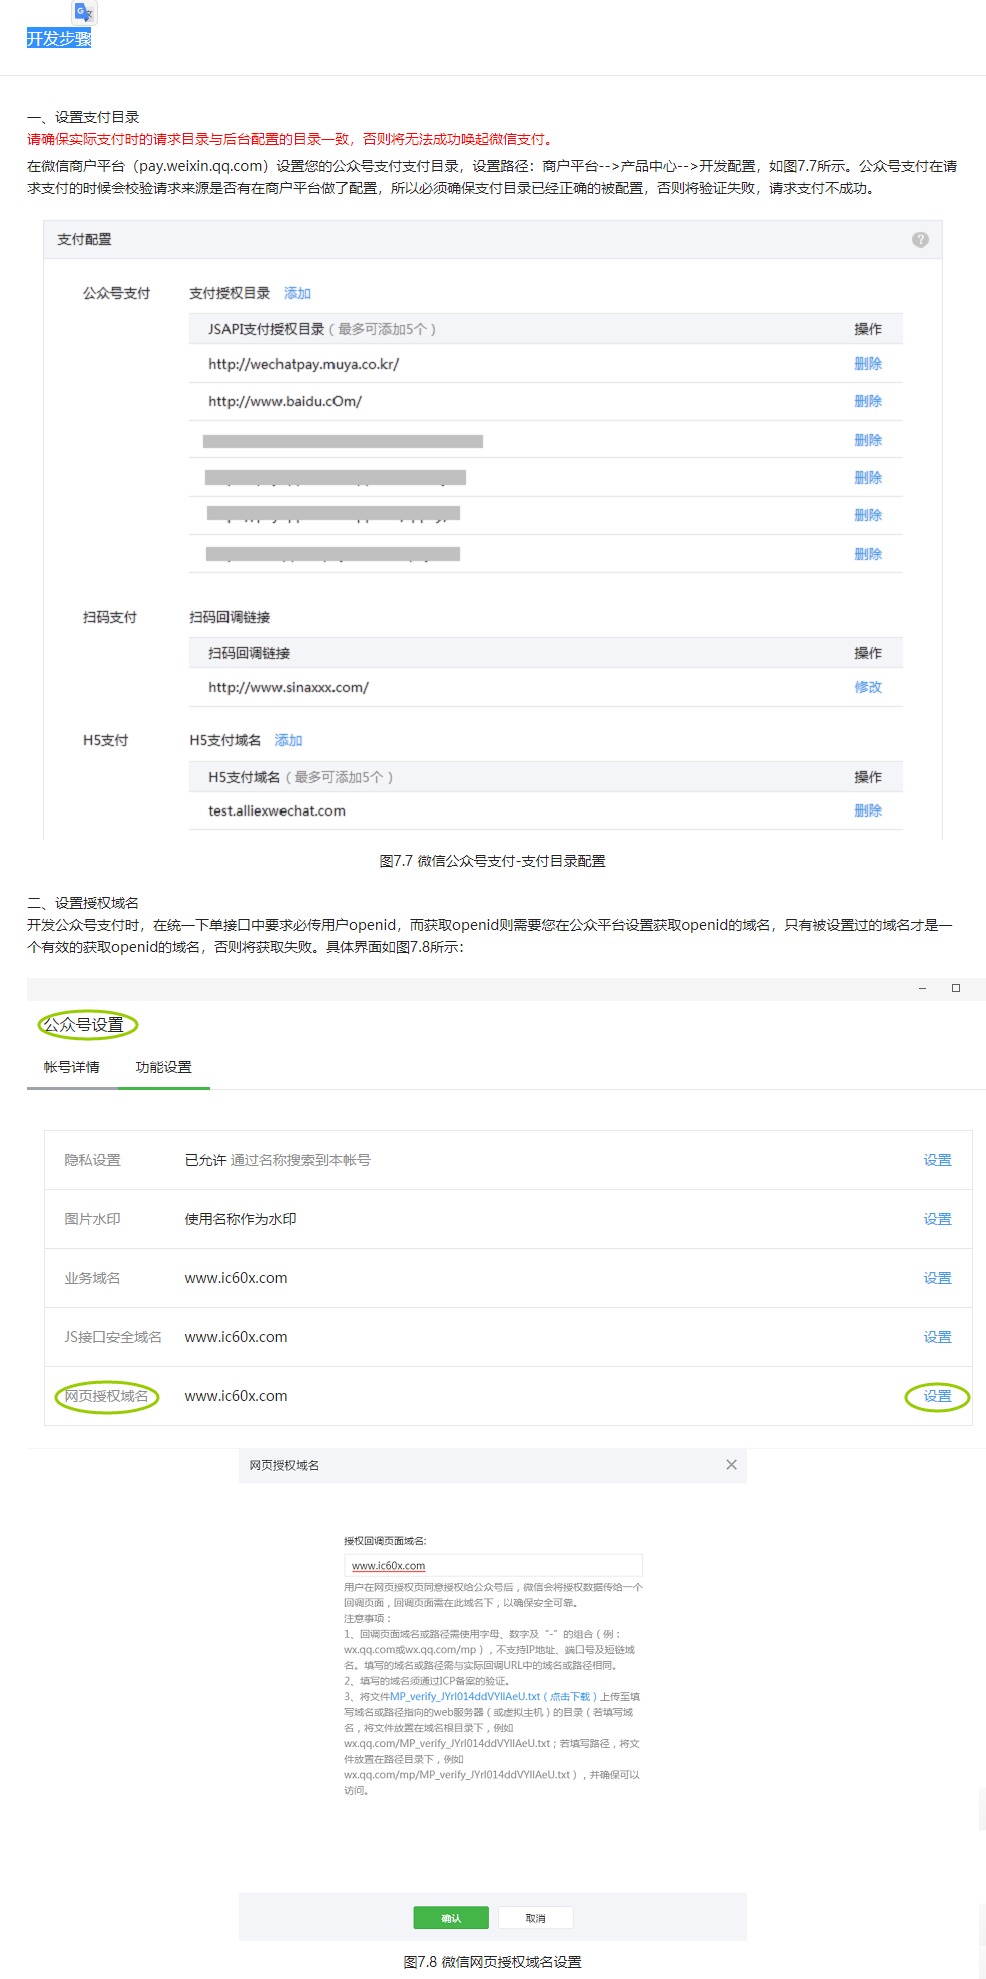 开发步骤
一、设置支付目录
请确保实际支付时的请求目录与后台配置的目录一致，否则将无法成功唤起微信支付。
在微信商户平台（pay.weixin.qq.com）设置您的公众号支付支付目录，设置路径：商户平台-->产品中心-->开发配置，如图7.7所示。公众号支付在请
求支付的时候会校验请求来源是否有在商户平台做了配置，所以必须确保支付目录已经正确的被配置，否则将验证失败，请求支付不成功。
支付配置
公众号支付 支付授权目录 添加
JSAPI支付授权目录（最多可添加5个） 操作
http://wechatpay.muya.co.kr/ 删除
http://www.baidu.cOm/ 删除
删除
删除
删除
删除
扫码支付 扫码回调链接
扫码回调链接 操作
http://www.sinaxxx.com/ 修改
H5支付 H5支付域名 添加
H5支付域名（最多可添加5个） 操作
test.alliexwechat.com 删除
图7.7 微信公众号支付-支付目录配置
二、设置授权域名
开发公众号支付时，在统一下单接口中要求必传用户openid，而获取openid则需要您在公众平台设置获取openid的域名，只有被设置过的域名才是一
个有效的获取openid的域名，否则将获取失败。具体界面如图7.8所示：
公众号设置
帐号详情 功能设置
隐私设置 已允许 通过名称搜索到本帐号 设置
图片水印 使用名称作为水印 设置
业务域名 www.ic60x.com 设置
JS接口安全域名 www.ic60x.com 设置
网页授权域名 www.ic60x.com 设置
网页授权域名
授权回调页面域名:
www.ic60x.com
用户在网页授权页同意授权给公众号后，微信会将授权数据传给一个
回调页面，回调页面需在此域名下，以确保安全可靠。
注意事项：
1、回调页面域名或路径需使用字母、数字及“-”的组合（例：
wx.qq.com或wx.qq.com/mp），不支持IP地址、端口号及短链域
名。填写的域名或路径需与实际回调URL中的域名或路径相同。
2、填写的域名须通过ICP备案的验证。
3、将文件MP_verify_JYrI014ddVYIlAeU.txt（点击下载）上传至填
写域名或路径指向的web服务器（或虚拟主机）的目录（若填写域
名，将文件放置在域名根目录下，例如
wx.qq.com/MP_verify_JYrI014ddVYIlAeU.txt；若填写路径，将文
件放置在路径目录下，例如
wx.qq.com/mp/MP_verify_JYrI014ddVYIlAeU.txt），并确保可以
访问。
确认 取消
图7.8 微信网页授权域名设置